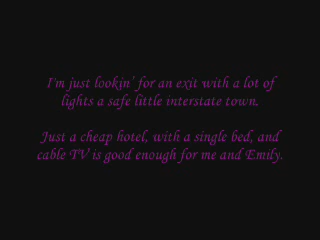 I'm just lookin' for an exit with a lot of
lights a safe little interstate town.
Just a cheap hotel, with a single bed, and
cable TV is good enough for me and Emily.